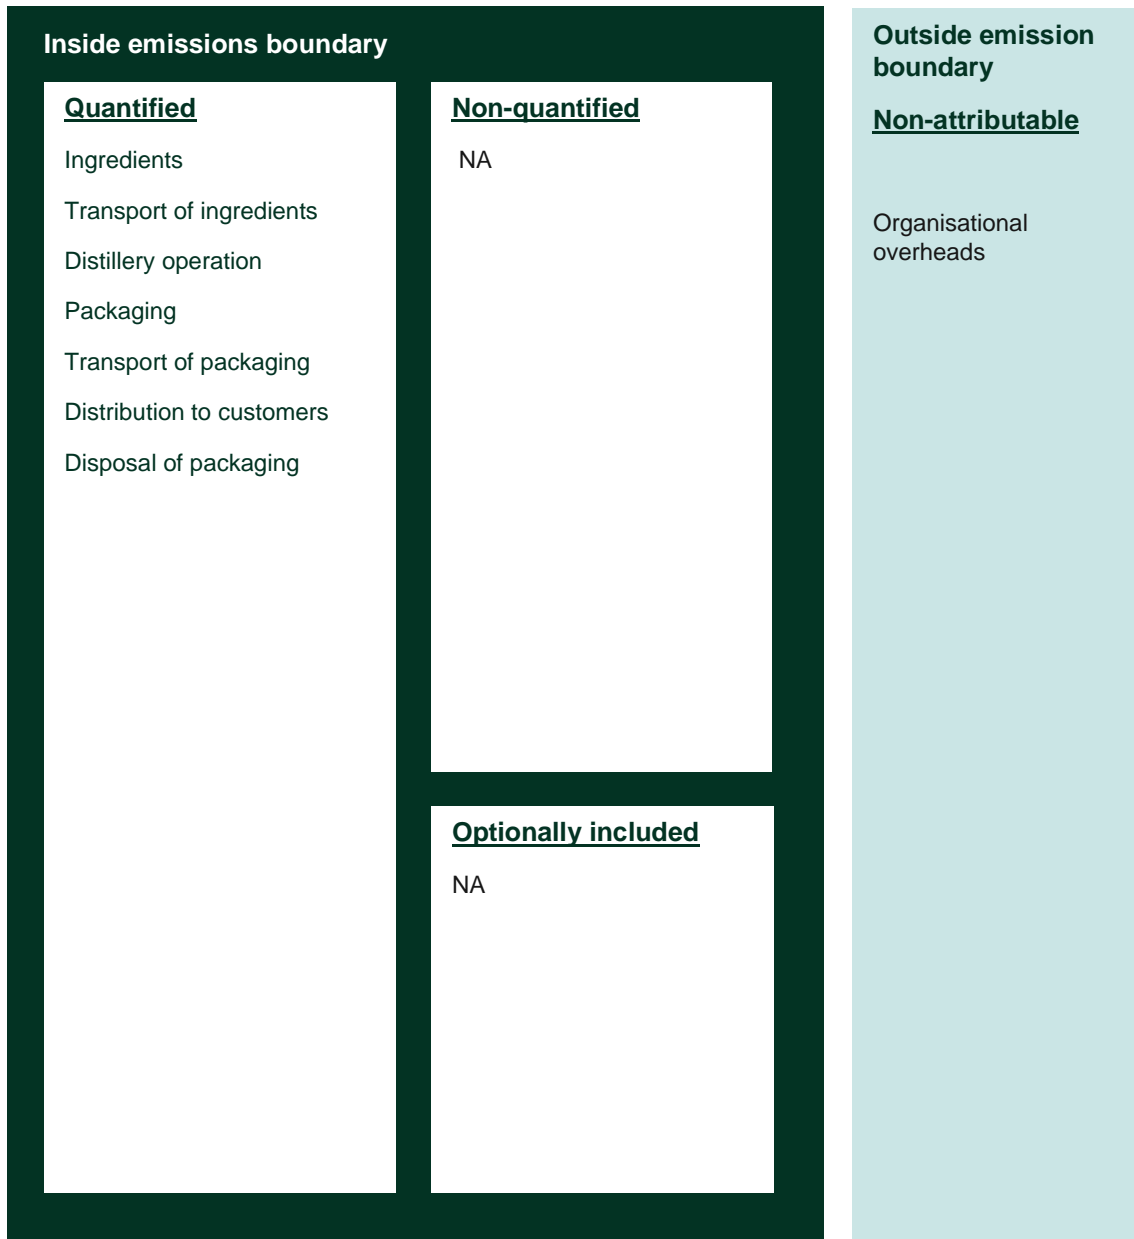 Inside emissions boundary
Quantified
Ingredients
Transport of ingredients
Distillery operation
Packaging
Transport of packaging
Distribution to customers
Disposal of packaging
Non-quantified
NA
Optionally included
NA
Outside emission
boundary
Non-attributable
Organisational
overheads